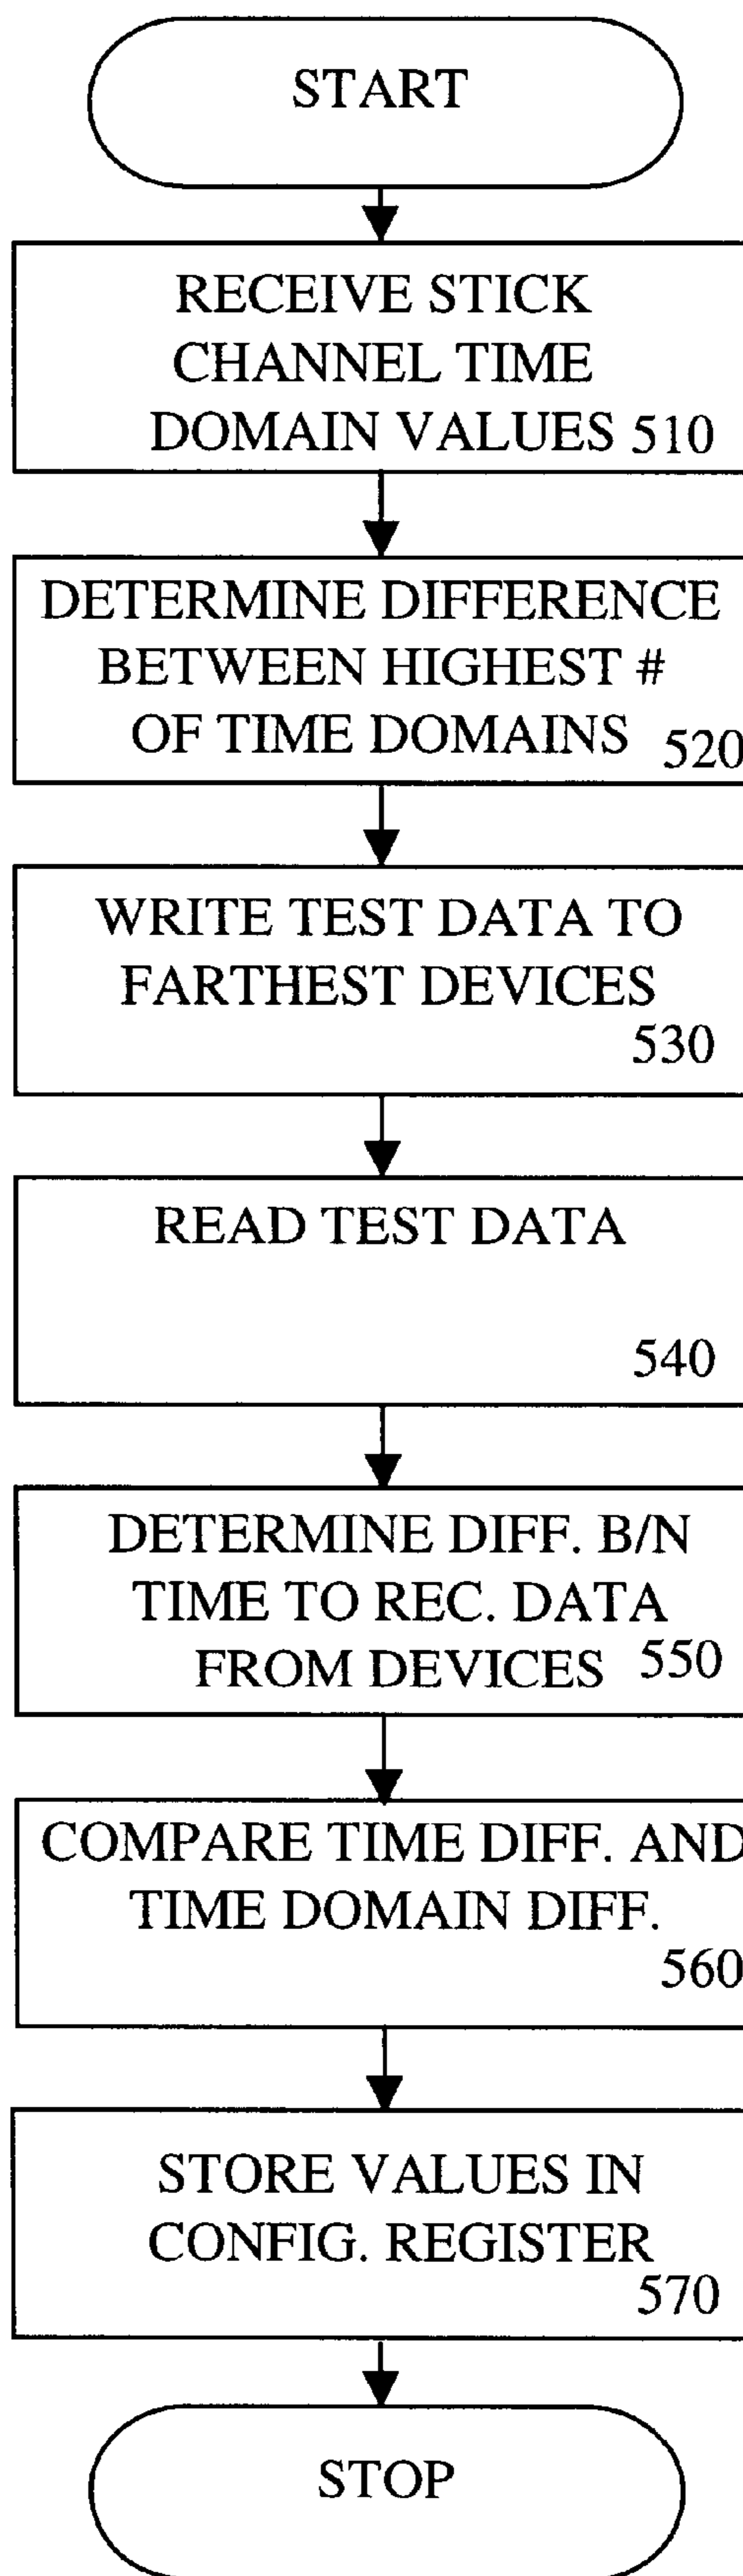 START
RECEIVE STICK
CHANNEL TIME
DOMAIN VALUES 510
DETERMINE DIFFERENCE
BETWEEN HIGHEST #
OF TIME DOMAINS 520
WRITE TEST DATA TO
FARTHEST DEVICES
530
READ TEST DATA
540
DETERMINE DIFF. B/N
TIME TO REC. DATA
FROM DEVICES 550
COMPARE TIME DIFF. AND
TIME DOMAIN DIFF.
560
STORE VALUES IN
CONFIG. REGISTER
570
STOP